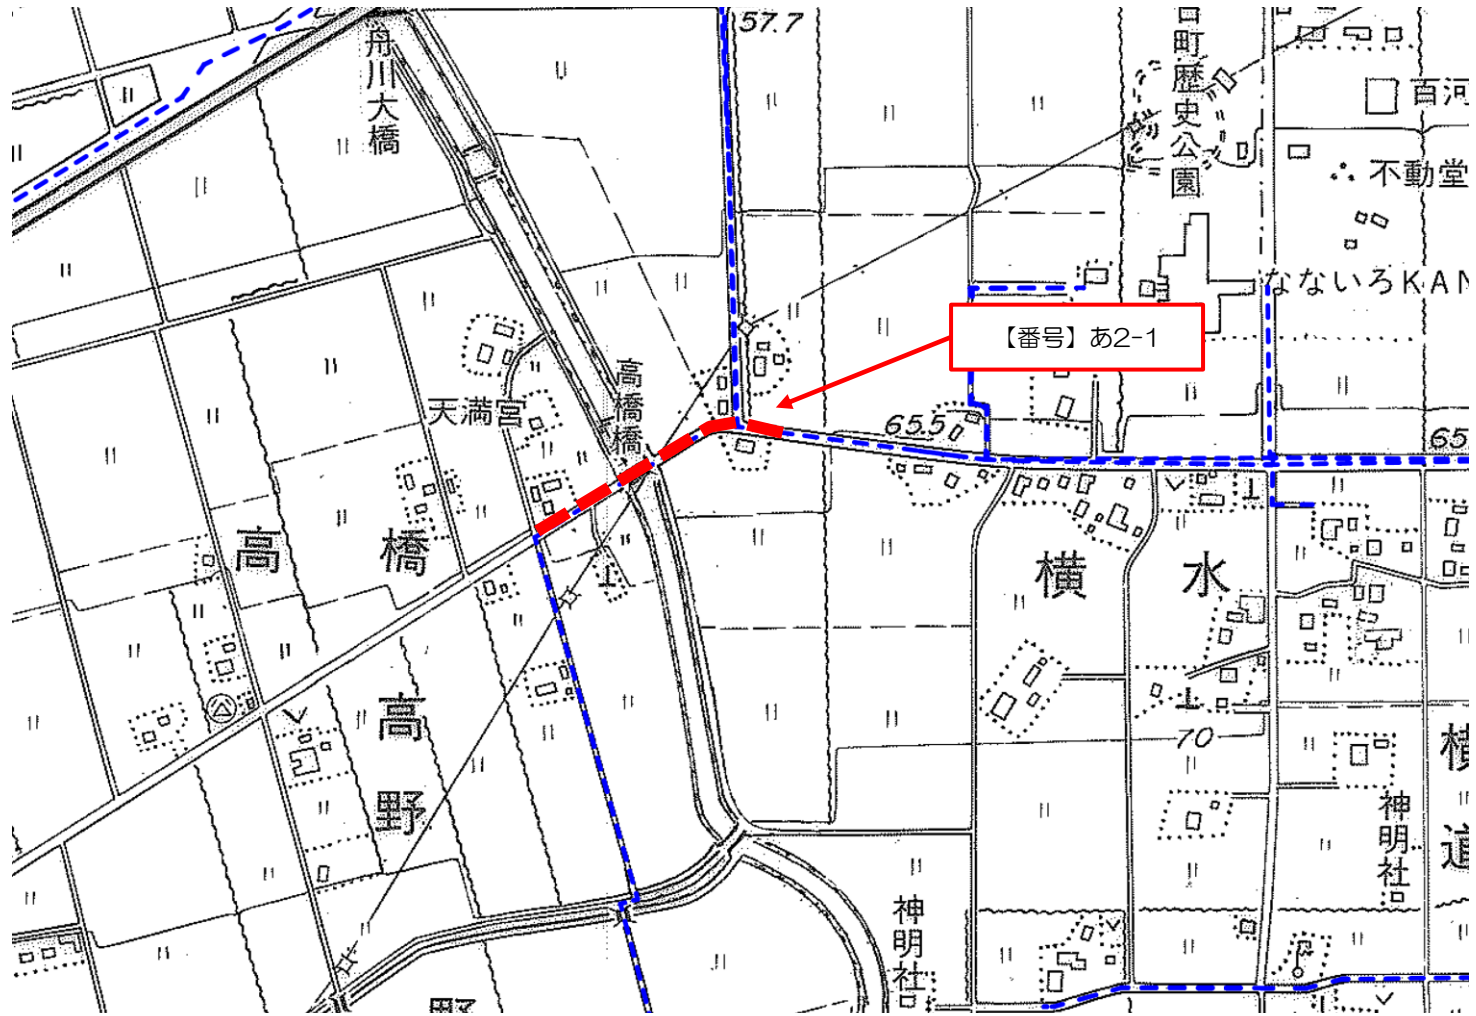 57.7
舟川大橋
町歴史公園
百河
不動堂
なないろKAN
【番号】あ2-1
高橋橋
天満宮
65.5
65
高橋
横水
高野
70
横道
神明社
神明社
野